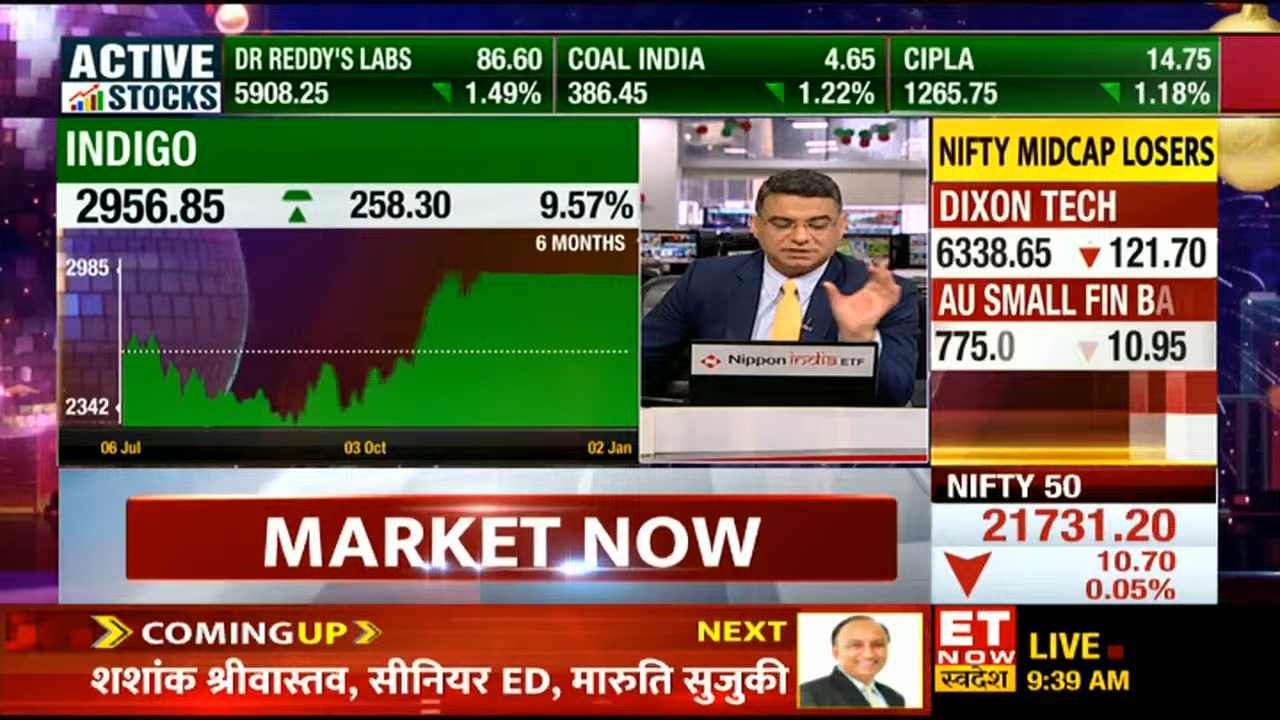 ACTIVE STOCKS
DR REDDY'S LABS 86.60
5908.25 1.49%
COAL INDIA 4.65
386.45 1.22%
CIPLA 14.75
1265.75 1.18%
INDIGO
2956.85 258.30 9.57%
6 MONTHS
2985
2342
06 Jul 03 Oct 02 Jan
Nippon india ETF
NIFTY MIDCAP LOSERS
DIXON TECH
6338.65 121.70
AU SMALL FIN BA
775.0 10.95
NIFTY 50
21731.20
10.70
0.05%
MARKET NOW
COMING UP NEXT
शशांक श्रीवास्तव, सीनियर ED, मारुति सुजुकी
ET
NOW
स्वदेश
LIVE
9:39 AM